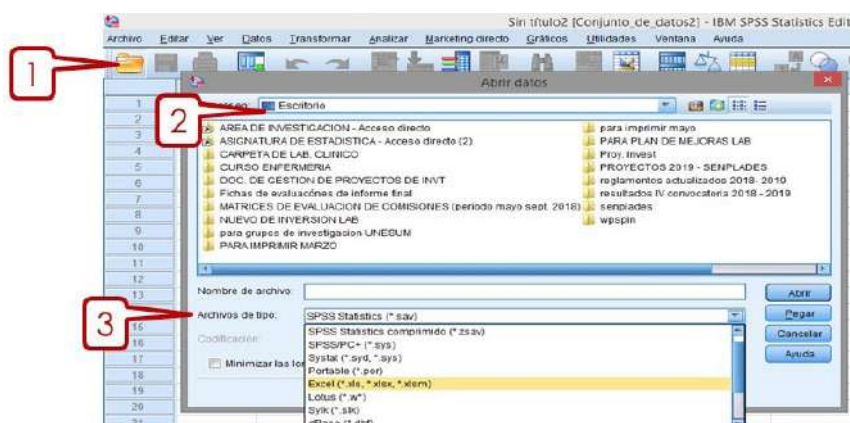 Sin título2 [Conjunto_de_datos2] - IBM SPSS Statistics Edit
Archivo Editar Ver Datos Transformar Analizar Marketing directo Gráficos Utilidades Ventana Ayuda
1
Abrir datos
2
Escritorio
AREA DE INVESTIGACION - Acceso directo
ASIGNATURA DE ESTADISTICA - Acceso directo (2)
CARPETA DE LAB. CLINICO
CURSO ENFERMERIA
DOC. DE GESTION DE PROYECTOS DE INVT
Fichas de evaluacónes de informe final
MATRICES DE EVALUACION DE COMISIONES (periodo mayo sept. 2018)
NUEVO DE INVERSION LAB
para grupos de investigacion UNESUM
PARA IMPRIMIR MARZO
para imprimir mayo
PARA PLAN DE MEJORAS LAB
Proy. Invest
PROYECTOS 2019 - SENPLADES
reglamentos actualizados 2018- 2019
resultados IV convocatoria 2018 - 2019
senplades
wpspin
1
2
3
4
5
6
7
8
9
10
11
12
13
15
16
17
18
19
20
21
Nombre de archivo:
Abrir
3
Archivos de tipo: SPSS Statistics (*.sav)
Pegar
Codificación:
Cancelar
Minimizar las lon
Ayuda
SPSS Statistics comprimido (*.zsav)
SPSS/PC+ (*.sys)
Systat (*.syd, *.sys)
Portable (*.por)
Excel (*.xls, *.xlsx, *.xlsm)
Lotus (*.w*)
Sylk (*.slk)
dBase (*.dbf)